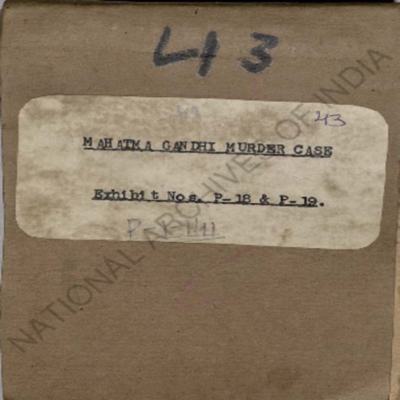 43
43
MAHATMA GANDHI MURDER CASE
Exhibit Nos. P-18 & P-19.
NATIONAL ARCHIVES OF INDIA